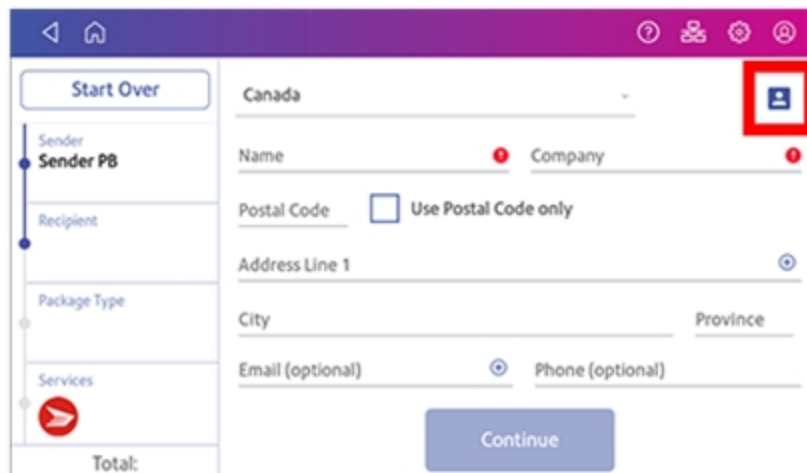 Start Over
Canada
Sender
Sender PB
Name
Company
Postal Code
Use Postal Code only
Recipient
Address Line 1
Package Type
City
Province
Email (optional)
Phone (optional)
Services
Continue
Total: